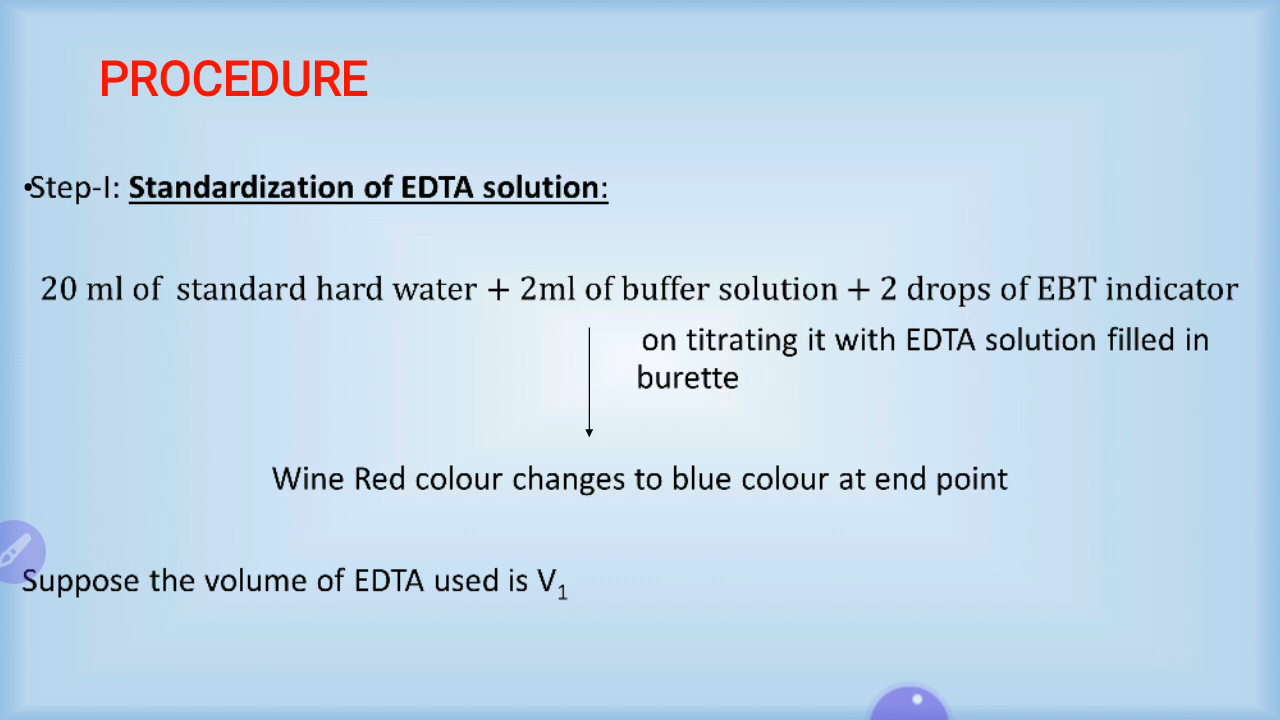 PROCEDURE
•Step-I: Standardization of EDTA solution:
20 ml of standard hard water + 2ml of buffer solution + 2 drops of EBT indicator
on titrating it with EDTA solution filled in
burette
Wine Red colour changes to blue colour at end point
Suppose the volume of EDTA used is V₁